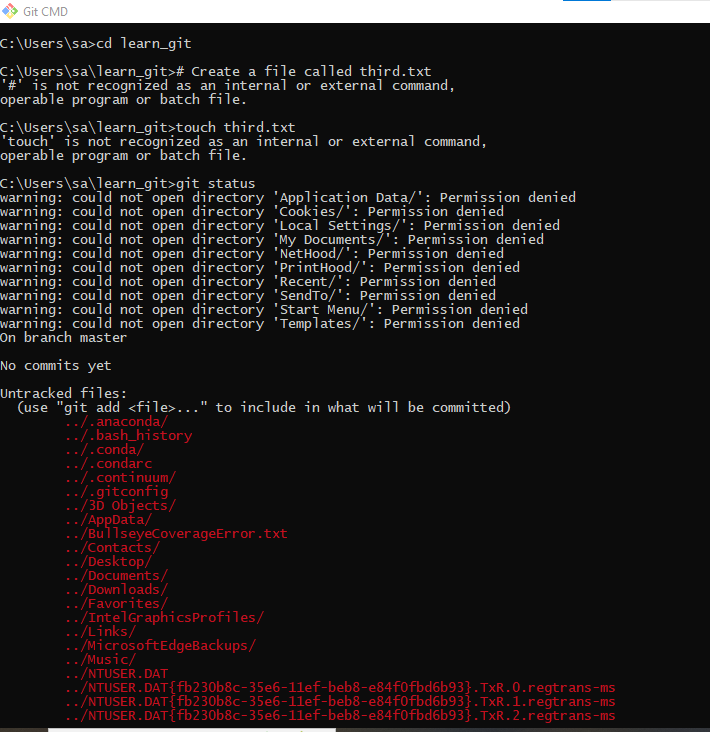 Git CMD
C:\Users\sa>cd learn_git
C:\Users\sa\learn_git># Create a file called third.txt
'#' is not recognized as an internal or external command,
operable program or batch file.
C:\Users\sa\learn_git>touch third.txt
'touch' is not recognized as an internal or external command,
operable program or batch file.
C:\Users\sa\learn_git>git status
warning: could not open directory 'Application Data/': Permission denied
warning: could not open directory 'Cookies/': Permission denied
warning: could not open directory 'Local Settings/': Permission denied
warning: could not open directory 'My Documents/': Permission denied
warning: could not open directory 'NetHood/': Permission denied
warning: could not open directory 'PrintHood/': Permission denied
warning: could not open directory 'Recent/': Permission denied
warning: could not open directory 'SendTo/': Permission denied
warning: could not open directory 'Start Menu/': Permission denied
warning: could not open directory 'Templates/': Permission denied
On branch master
No commits yet
Untracked files:
(use "git add <file>..." to include in what will be committed)
../.anaconda/
../.bash_history
../.conda/
../.condarc
../.continuum/
../.gitconfig
../3D Objects/
../AppData/
../BullseyeCoverageError.txt
../Contacts/
../Desktop/
../Documents/
../Downloads/
../Favorites/
../IntelGraphicsProfiles/
../Links/
../MicrosoftEdgeBackups/
../Music/
../NTUSER.DAT
../NTUSER.DAT{fb230b8c-35e6-11ef-beb8-e84f0fbd6b93}.TxR.0.regtrans-ms
../NTUSER.DAT{fb230b8c-35e6-11ef-beb8-e84f0fbd6b93}.TxR.1.regtrans-ms
../NTUSER.DAT{fb230b8c-35e6-11ef-beb8-e84f0fbd6b93}.TxR.2.regtrans-ms